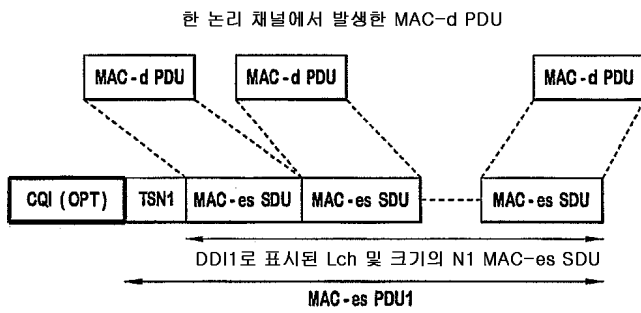 한 논리 채널에서 발생한 MAC-d PDU
MAC-d PDU MAC-d PDU MAC-d PDU
CQI (OPT) TSN1 MAC-es SDU MAC-es SDU MAC-es SDU
DDI1로 표시된 Lch 및 크기의 N1 MAC-es SDU
MAC-es PDU1